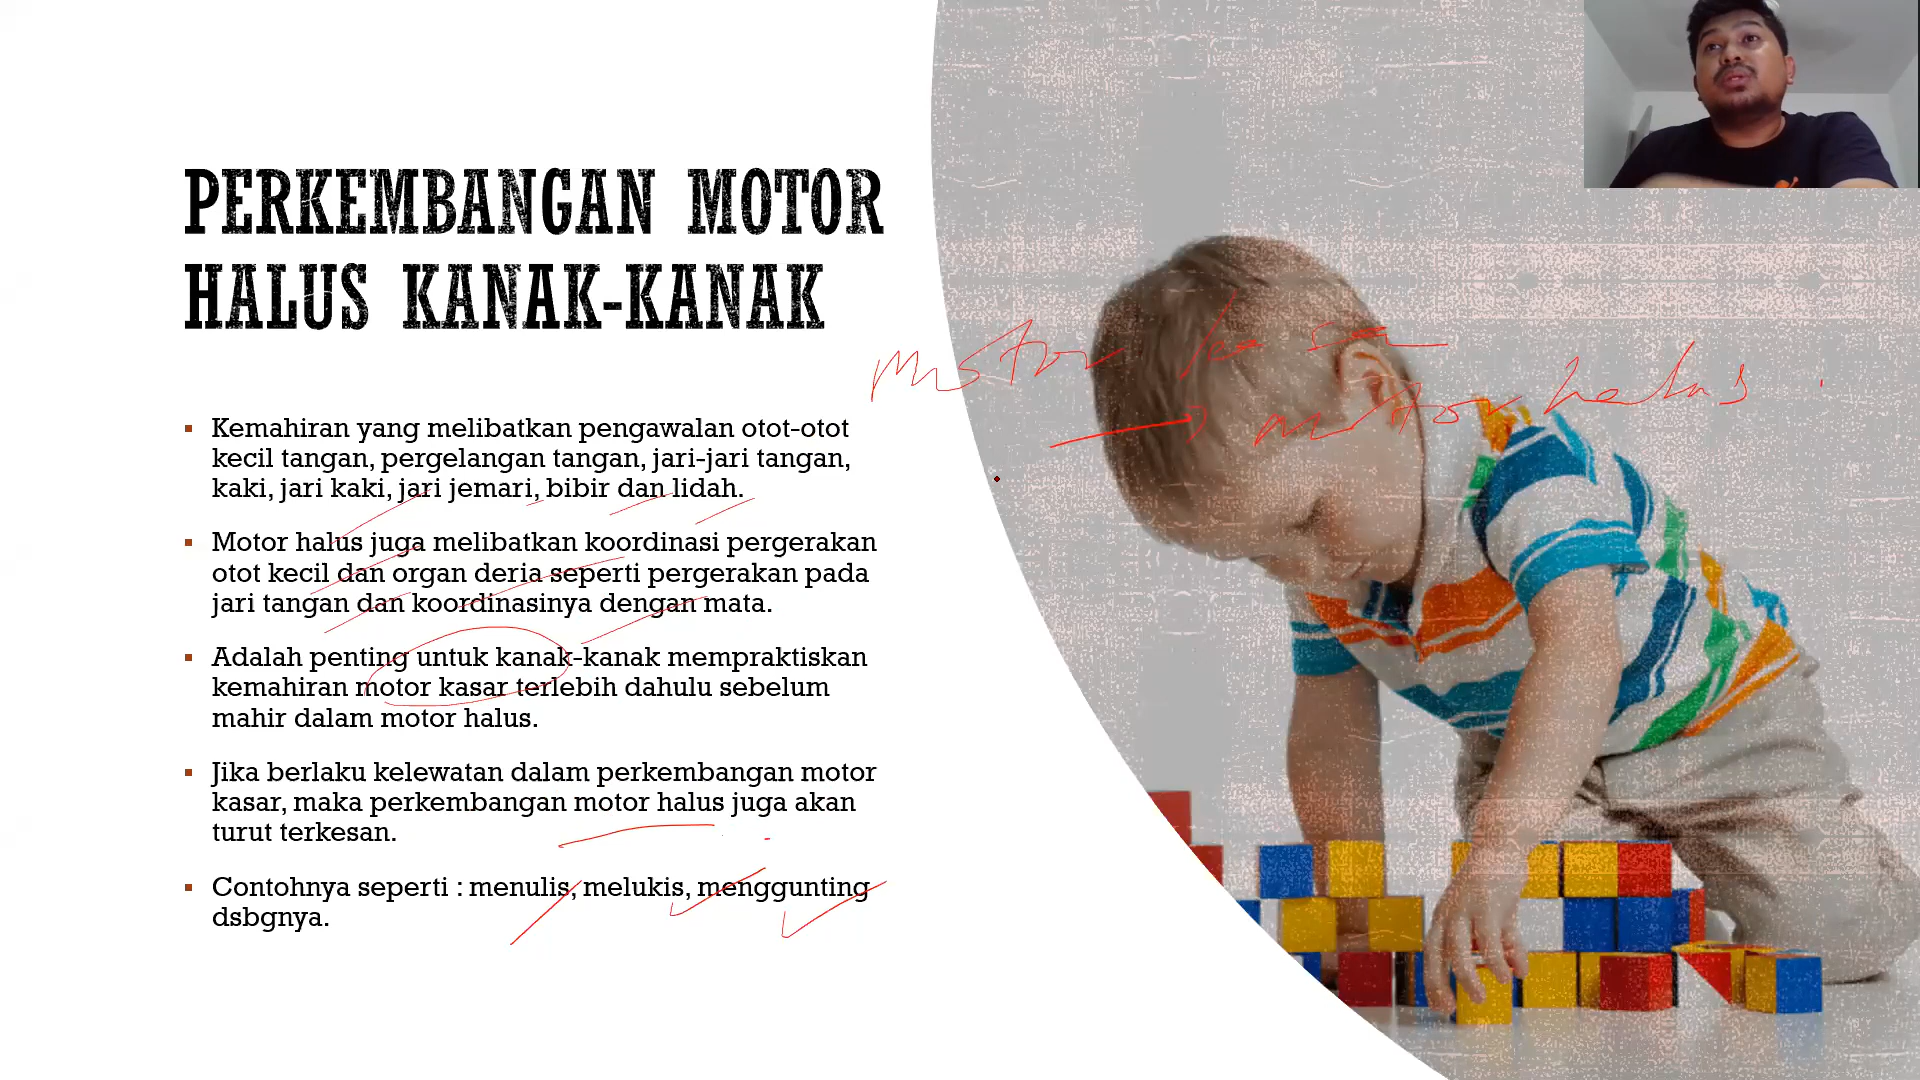 PERKEMBANGAN MOTOR
HALUS KANAK-KANAK
Kemahiran yang melibatkan pengawalan otot-otot
kecil tangan, pergelangan tangan, jari-jari tangan,
kaki, jari kaki, jari jemari, bibir dan lidah.
Motor halus juga melibatkan koordinasi pergerakan
otot kecil dan organ deria seperti pergerakan pada
jari tangan dan koordinasinya dengan mata.
Adalah penting untuk kanak-kanak mempraktiskan
kemahiran motor kasar terlebih dahulu sebelum
mahir dalam motor halus.
Jika berlaku kelewatan dalam perkembangan motor
kasar, maka perkembangan motor halus juga akan
turut terkesan.
Contohnya seperti : menulis, melukis, menggunting
dsbgnya.
motor
→ motor halus